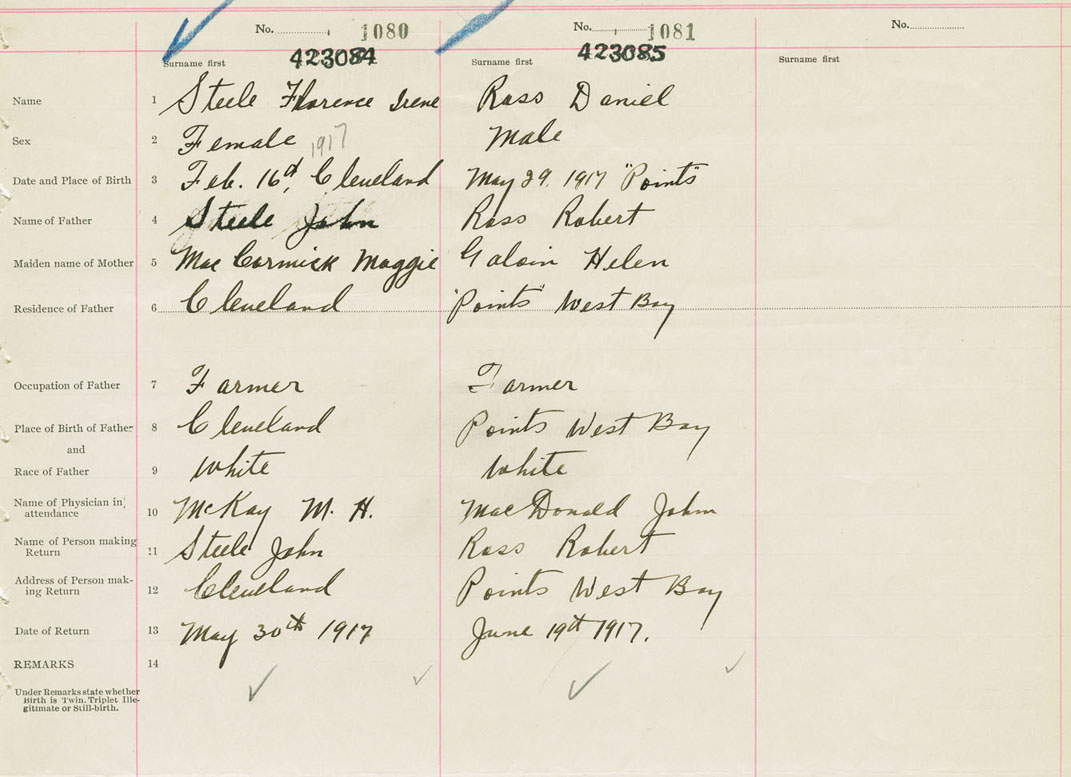 No. 1080 No. 1081 No.
423084 423085
Surname first Surname first Surname first
Name 1 Steele Florence Irene Ross Daniel
Sex 2 Female 1917 Male
Date and Place of Birth 3 Feb. 16th, Cleveland May 29. 1917 "Points"
Name of Father 4 Steele John Ross Robert
Maiden name of Mother 5 Mac Cormick Maggie Helen
Residence of Father 6 Cleveland "Points" West Bay
Occupation of Father 7 Farmer Farmer
Place of Birth of Father 8 Cleveland Points West Bay
and
Race of Father 9 White White
Name of Physician in
attendance 10 McKay M. H. MacDonald John
Name of Person making
Return 11 Steele John Ross Robert
Address of Person mak-
ing Return 12 Cleveland Points West Bay
Date of Return 13 May 30th 1917 June 19th 1917.
REMARKS 14
Under Remarks state whether
Birth is Twin. Triplet Ille-
gitimate or Still-birth.